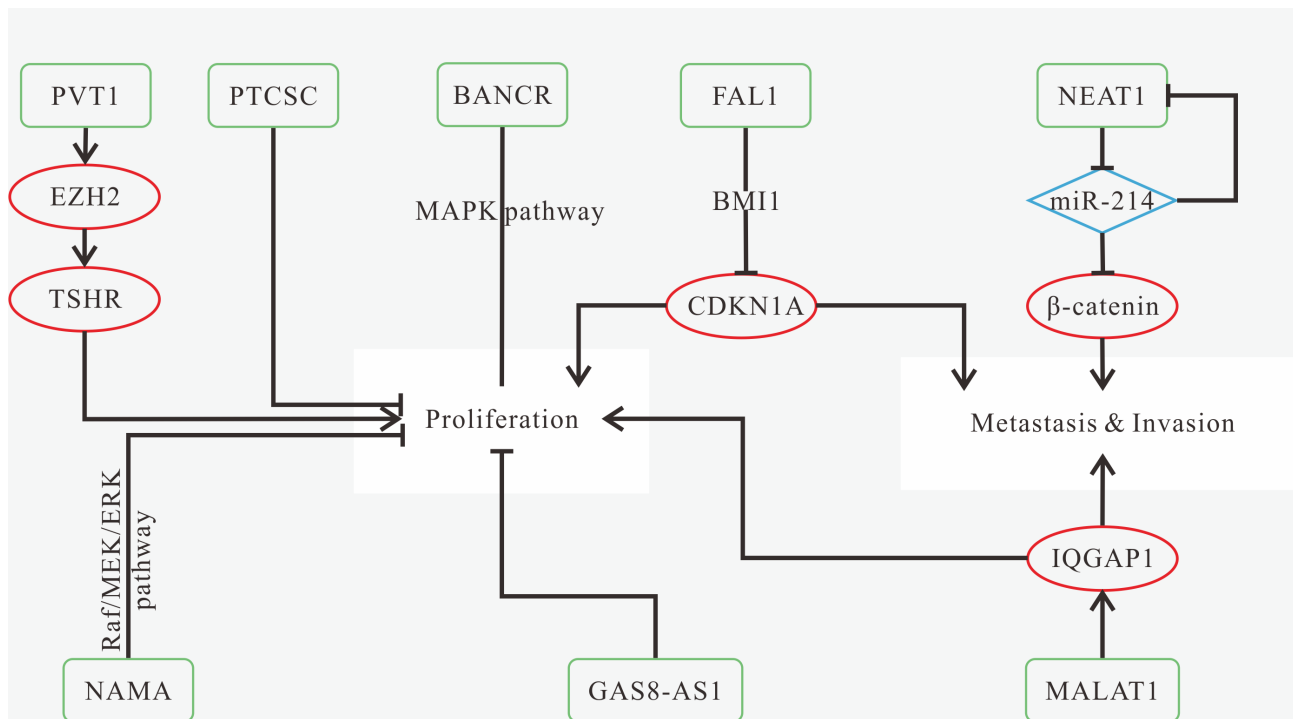 PVT1
PTCSC
BANCR
FAL1
NEAT1
EZH2
MAPK pathway
BMI1
miR-214
TSHR
CDKN1A
β-catenin
Proliferation
Metastasis & Invasion
Raf/MEK/ERK
pathway
IQGAP1
NAMA
GAS8-AS1
MALAT1